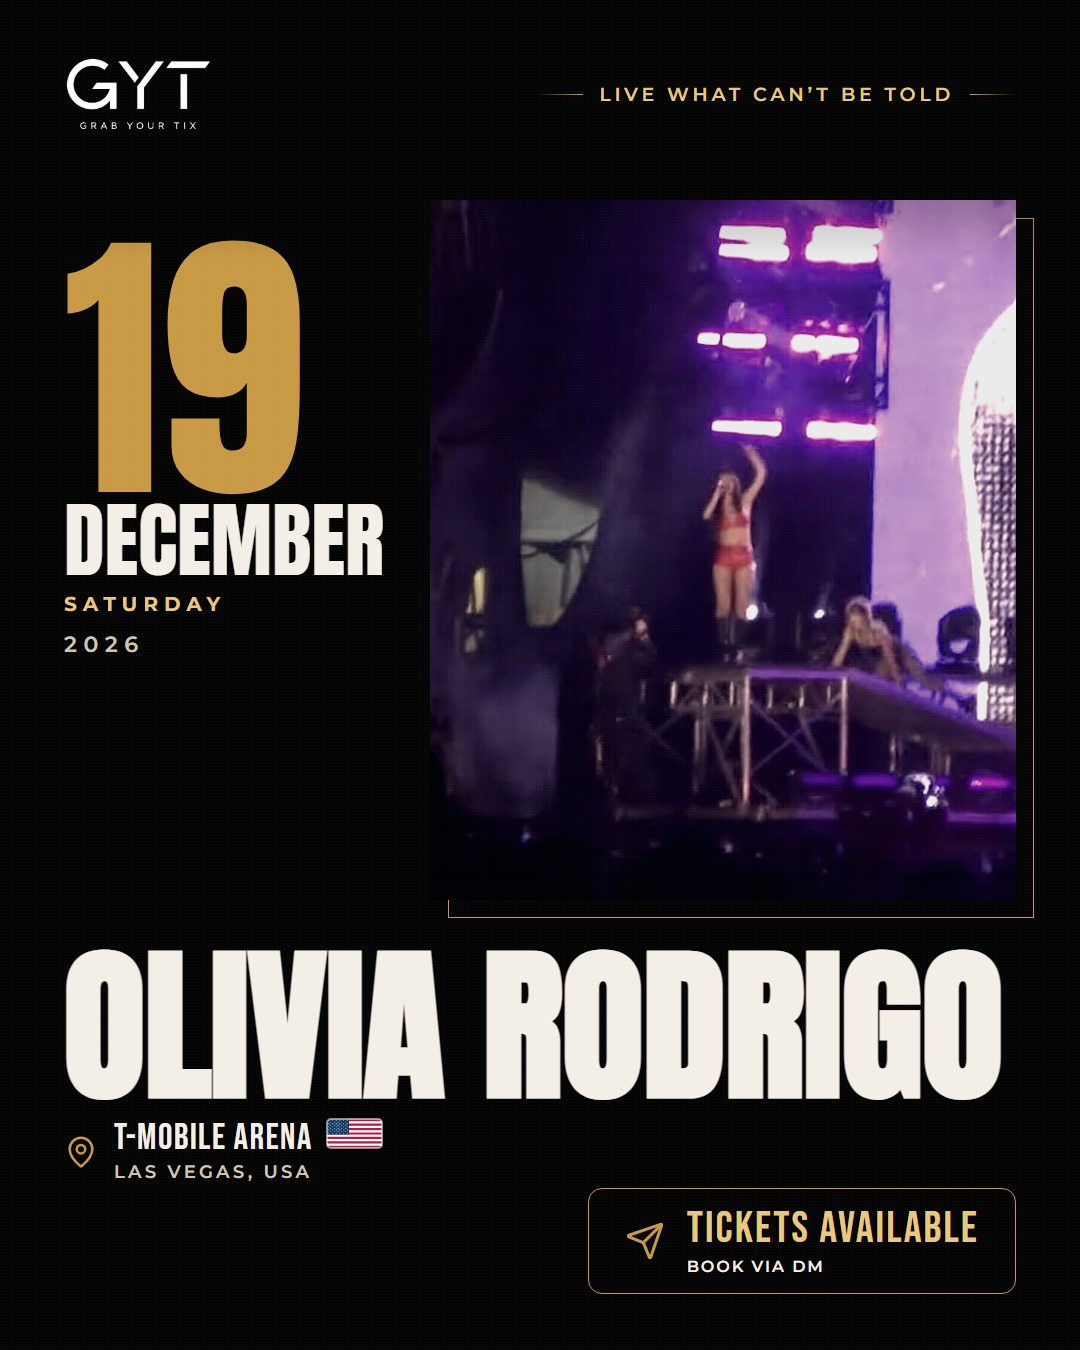 GYT
GRAB YOUR TIX
LIVE WHAT CAN’T BE TOLD
19
DECEMBER
SATURDAY
2026
OLIVIA RODRIGO
T-MOBILE ARENA
LAS VEGAS, USA
TICKETS AVAILABLE
BOOK VIA DM